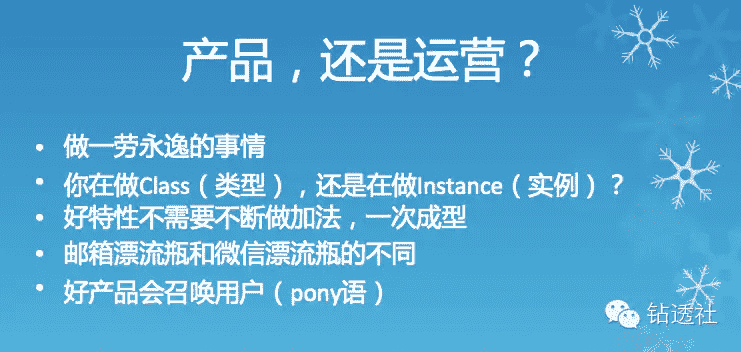 产品，还是运营？
• 做一劳永逸的事情
• 你在做Class（类型），还是在做Instance（实例）？
• 好特性不需要不断做加法，一次成型
• 邮箱漂流瓶和微信漂流瓶的不同
• 好产品会召唤用户（pony语）
钻透社